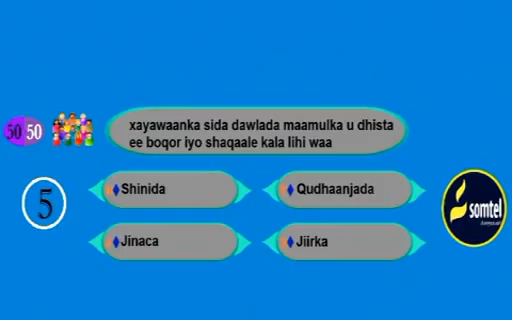 xayawaanka sida dawlada maamulka u dhista
ee boqor iyo shaqaale kala lihi waa
50 50
5
Shinida
Qudhaanjada
Jinaca
Jiirka
somtel